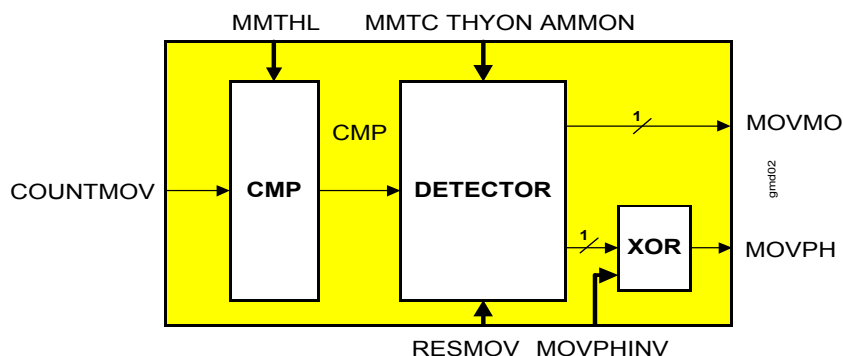 MMTHL
MMTC THYON AMMON
CMP
1
MOVMO
COUNTMOV
CMP
DETECTOR
gmd02
1
XOR
MOVPH
RESMOV
MOVPHINV